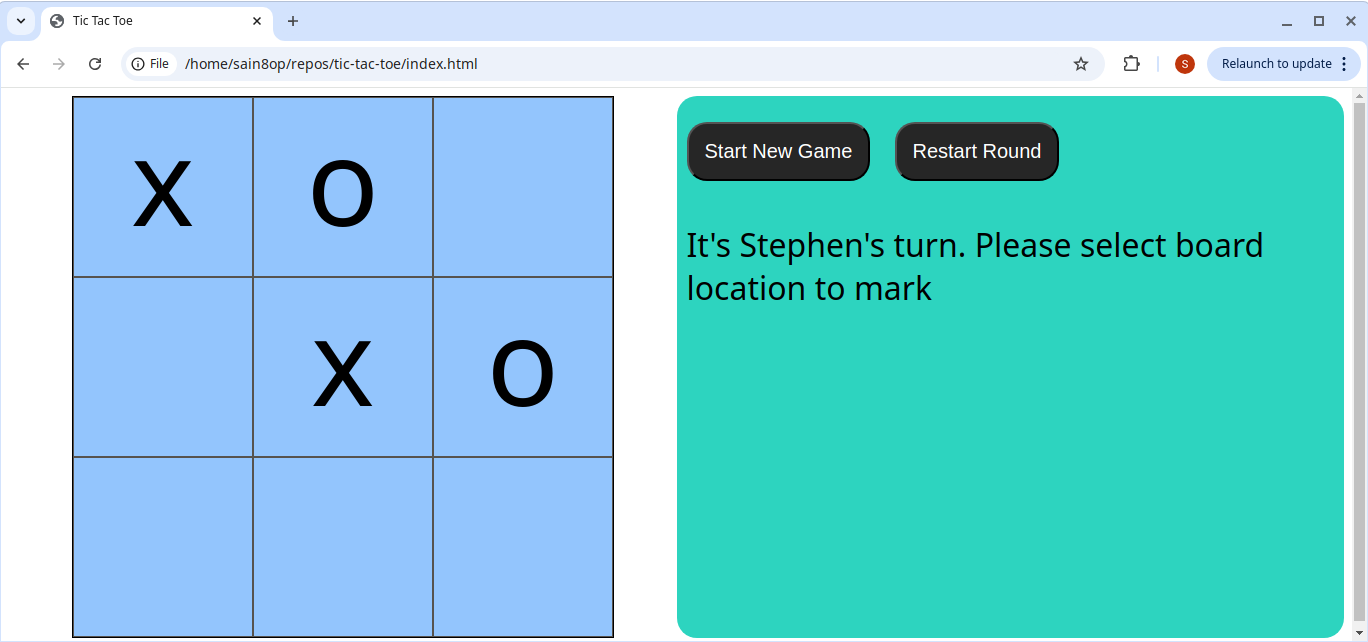 Tic Tac Toe
File
/home/sain8op/repos/tic-tac-toe/index.html
S
Relaunch to update
X O
X O
Start New Game
Restart Round
It's Stephen's turn. Please select board
location to mark